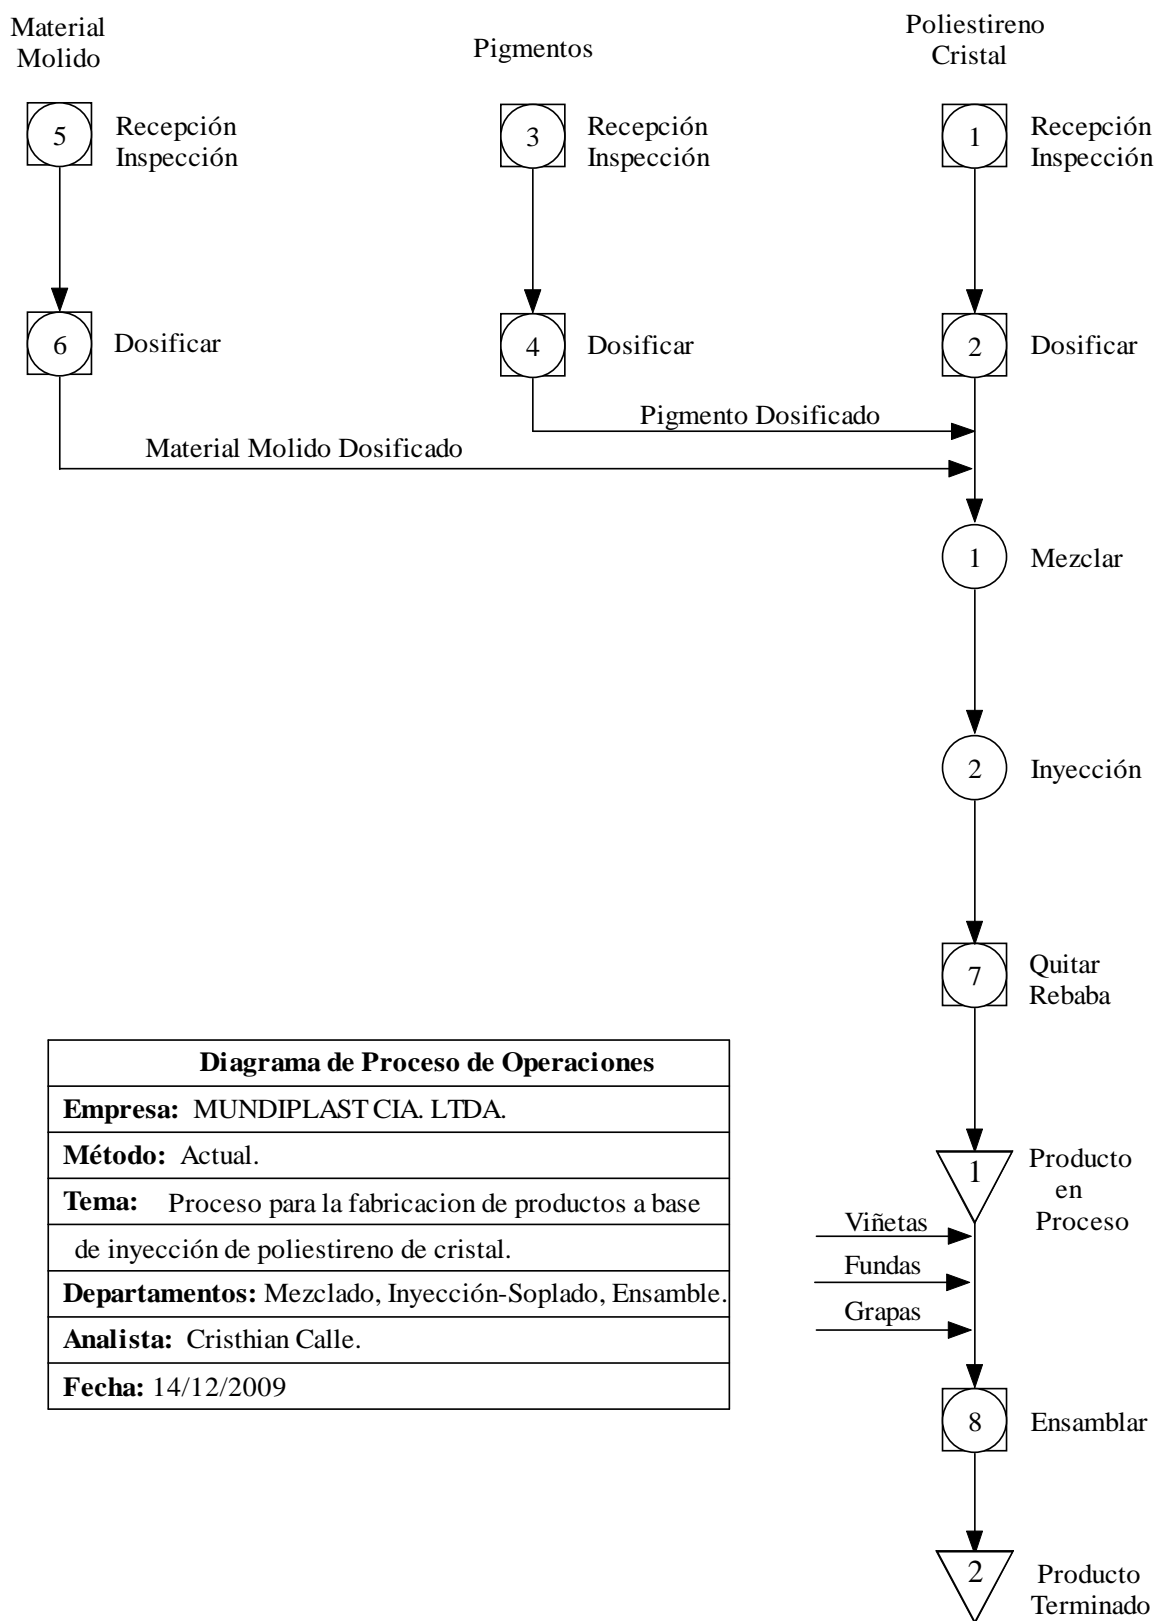 Material
Molido
Pigmentos
Poliestireno
Cristal
5
Recepción
Inspección
3
Recepción
Inspección
1
Recepción
Inspección
6
Dosificar
4
Dosificar
2
Dosificar
Pigmento Dosificado
Material Molido Dosificado
1
Mezclar
2
Inyección
7
Quitar
Rebaba
1
Producto
en
Proceso
Viñetas
Fundas
Grapas
8
Ensamblar
2
Producto
Terminado
Diagrama de Proceso de Operaciones
Empresa: MUNDIPLAST CIA. LTDA.
Método: Actual.
Tema: Proceso para la fabricacion de productos a base
de inyección de poliestireno de cristal.
Departamentos: Mezclado, Inyección-Soplado, Ensamble.
Analista: Cristhian Calle.
Fecha: 14/12/2009